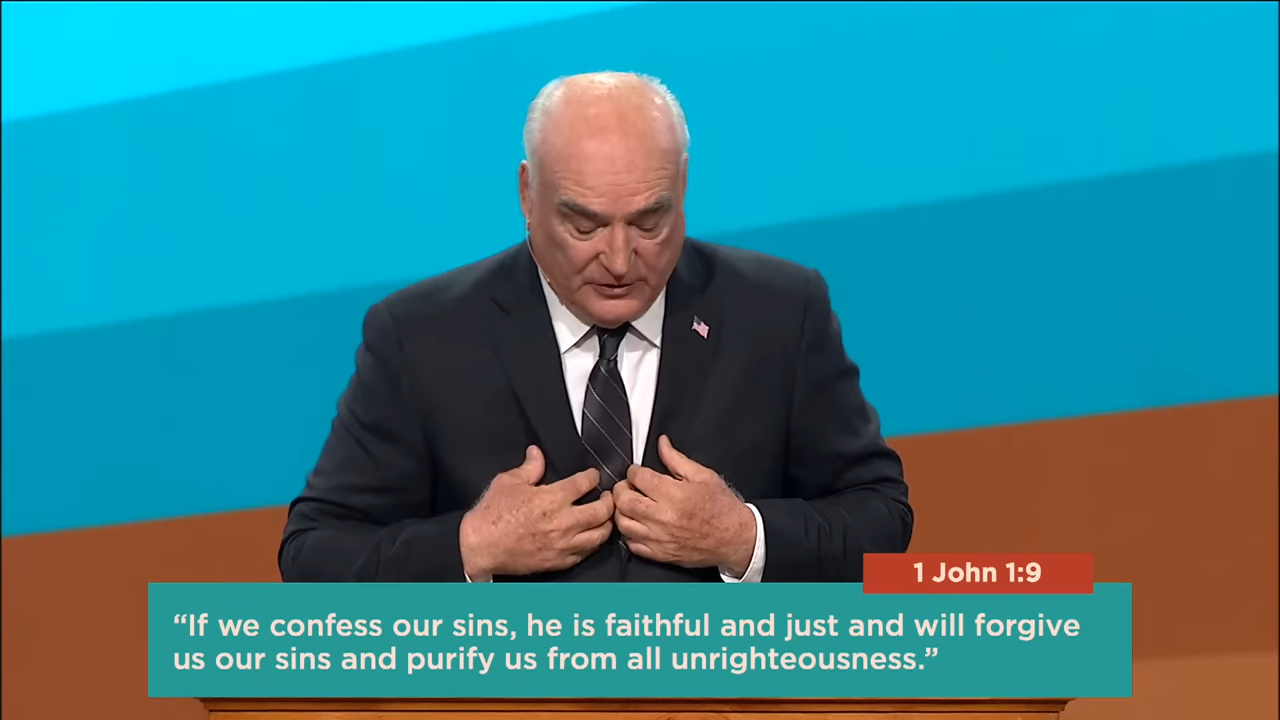 1 John 1:9
“If we confess our sins, he is faithful and just and will forgive
us our sins and purify us from all unrighteousness.”